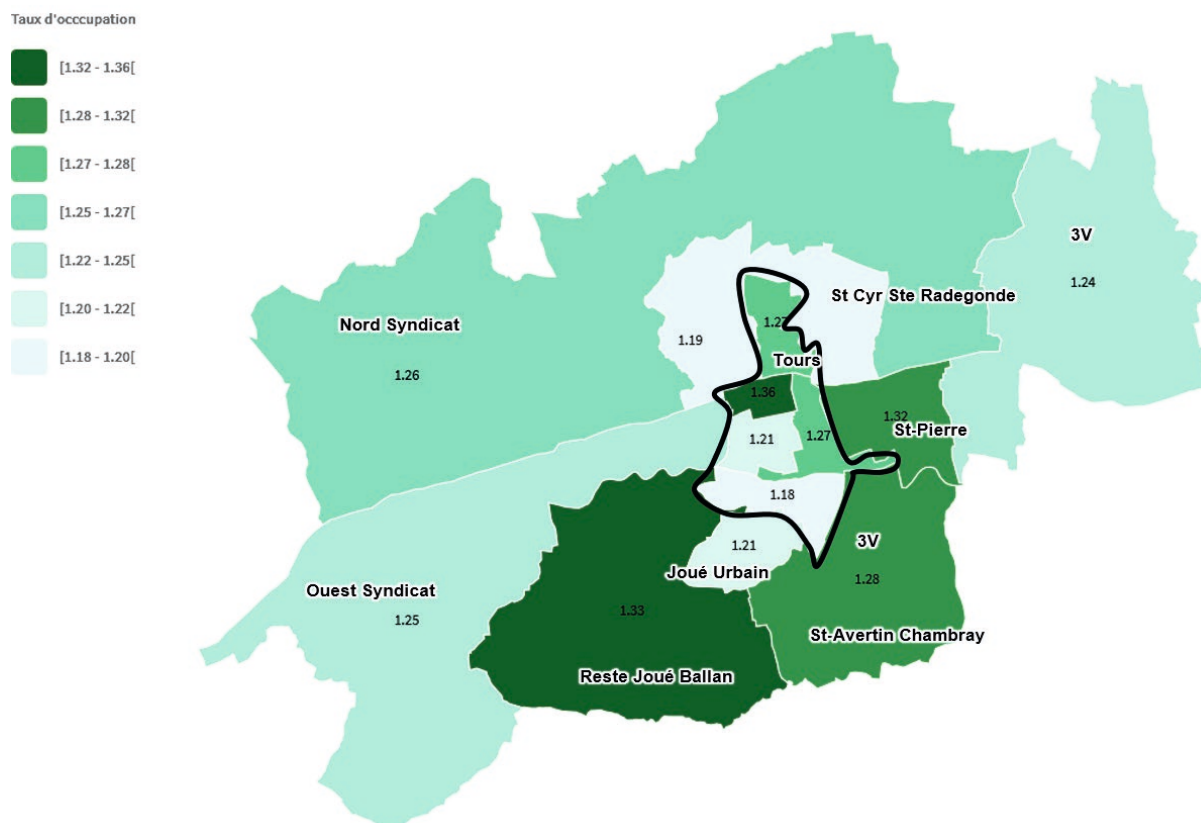 Taux d'occcupation
[1.32 - 1.36[
[1.28 - 1.32[
[1.27 - 1.28[
[1.25 - 1.27[
[1.22 - 1.25[
[1.20 - 1.22[
[1.18 - 1.20[
3V
1.24
St Cyr Ste Radegonde
Nord Syndicat
1.27
1.19
Tours
1.26
1.36
1.32
St-Pierre
1.21
1.27
1.18
3V
1.21
Joué Urbain
1.28
Ouest Syndicat
1.33
1.25
St-Avertin Chambray
Reste Joué Ballan